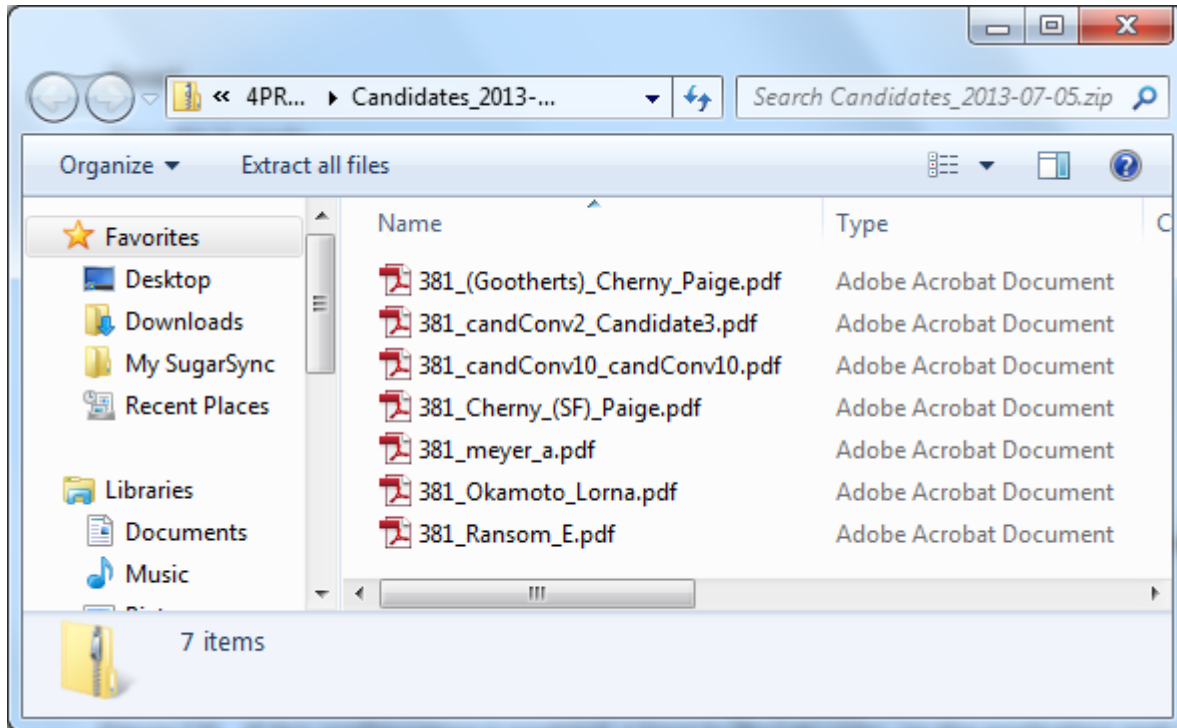 « 4PR... ▸ Candidates_2013-... Search Candidates_2013-07-05.zip
Organize Extract all files
Favorites
Desktop
Downloads
My SugarSync
Recent Places
Libraries
Documents
Music
Name Type C
381_(Gootherts)_Cherny_Paige.pdf Adobe Acrobat Document
381_candConv2_Candidate3.pdf Adobe Acrobat Document
381_candConv10_candConv10.pdf Adobe Acrobat Document
381_Cherny_(SF)_Paige.pdf Adobe Acrobat Document
381_meyer_a.pdf Adobe Acrobat Document
381_Okamoto_Lorna.pdf Adobe Acrobat Document
381_Ransom_E.pdf Adobe Acrobat Document
7 items